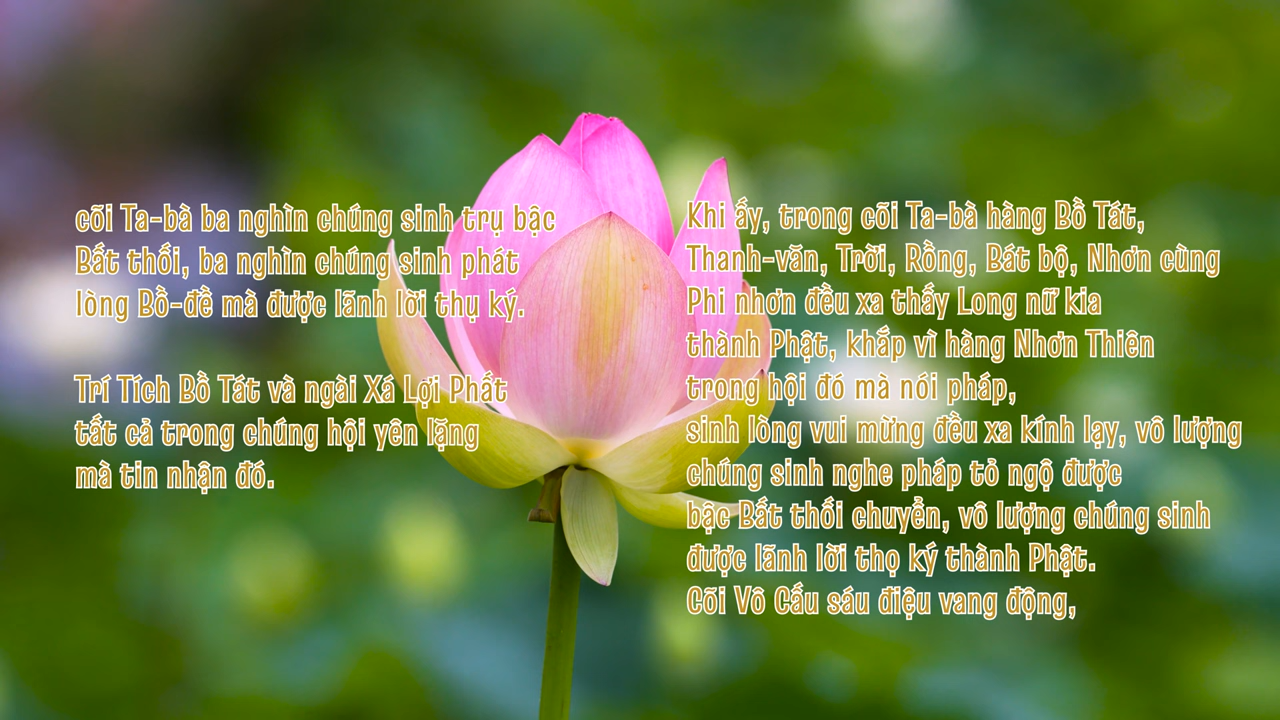 cõi Ta-bà ba nghìn chúng sinh trụ bậc
Bất thối, ba nghìn chúng sinh phát
lòng Bồ-đề mà được lãnh lời thụ ký.
Trí Tích Bồ Tát và ngài Xá Lợi Phất
tất cả trong chúng hội yên lặng
mà tin nhận đó.
Khi ấy, trong cõi Ta-bà hàng Bồ Tát,
Thanh-văn, Trời, Rồng, Bát bộ, Nhơn cùng
Phi nhơn đều xa thấy Long nữ kia
thành Phật, khắp vì hàng Nhơn Thiên
trong hội đó mà nói pháp,
sinh lòng vui mừng đều xa kính lạy, vô lượng
chúng sinh nghe pháp tỏ ngộ được
bậc Bất thối chuyển, vô lượng chúng sinh
được lãnh lời thọ ký thành Phật.
Cõi Vô Cấu sáu điệu vang động,